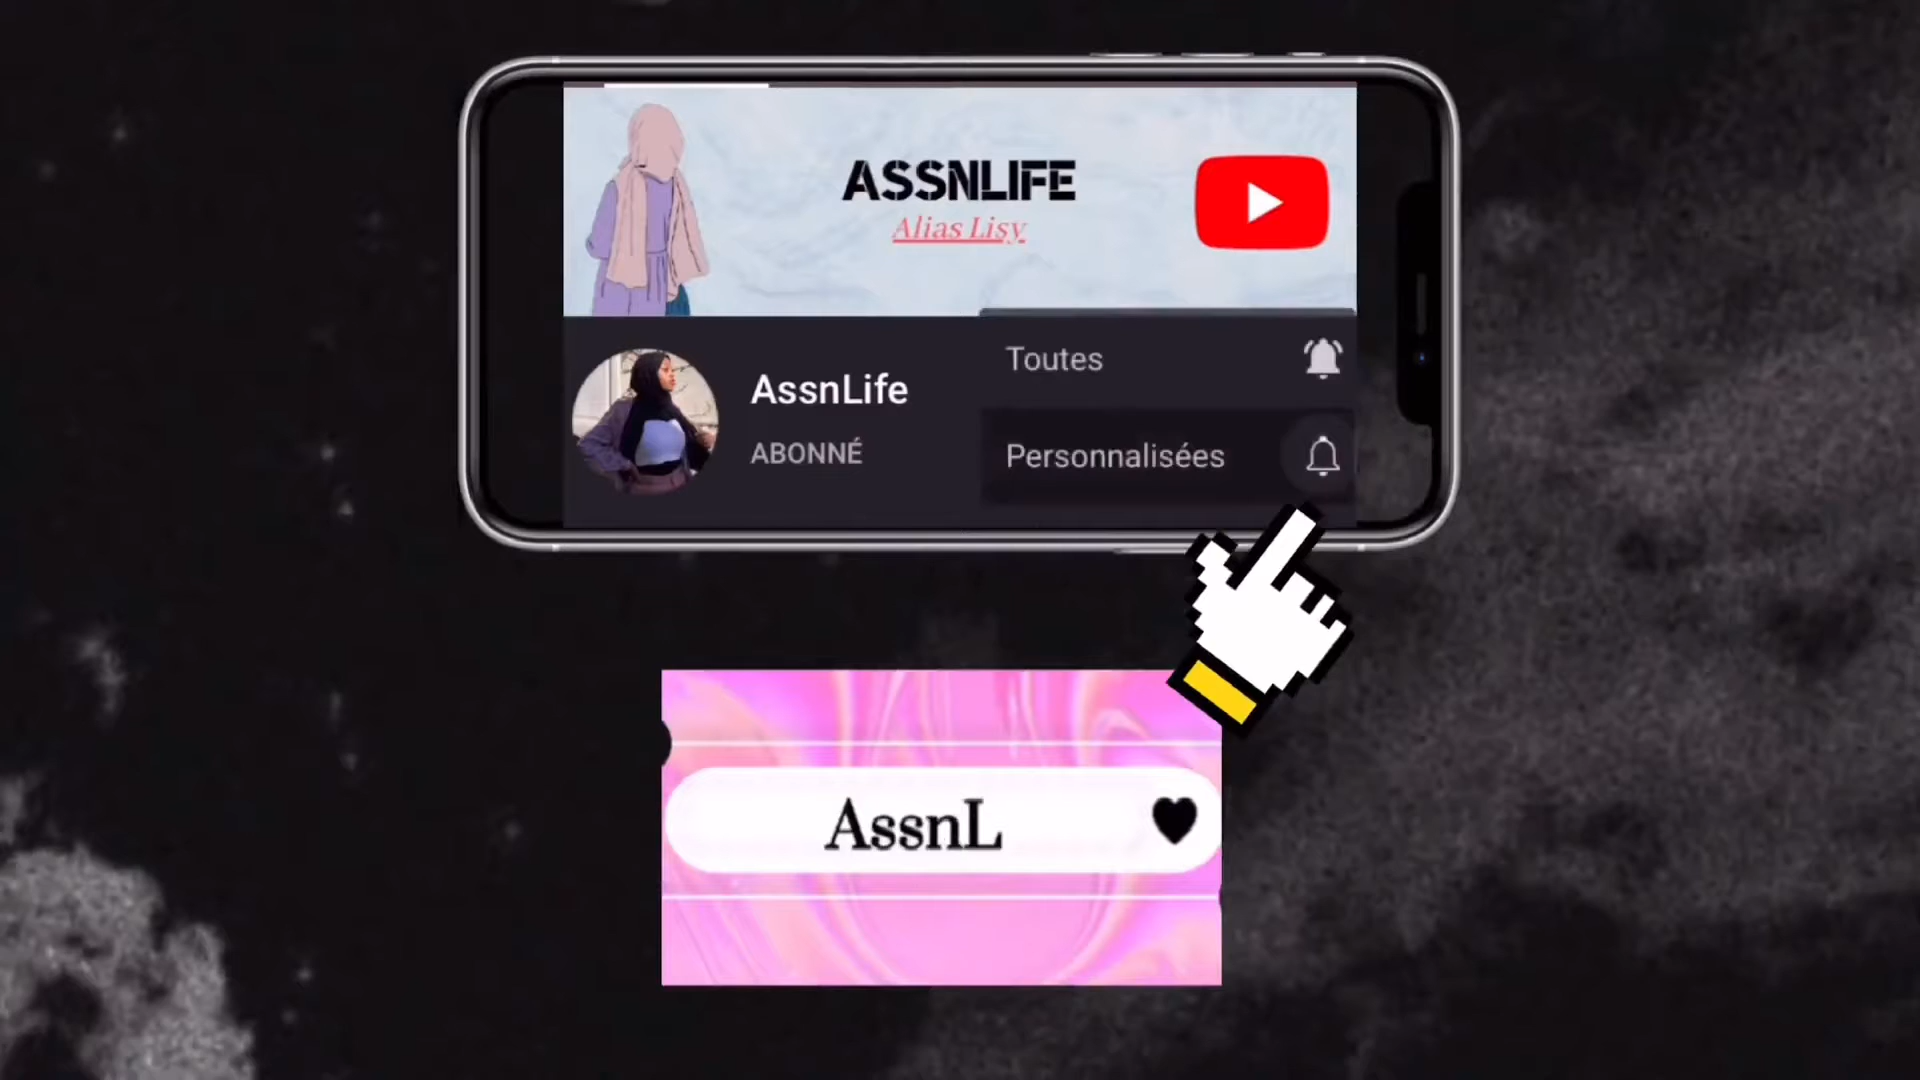 ASSNLIFE
Alias Lisy
AssnLife
ABONNÉ
Toutes
Personnalisées
AssnL